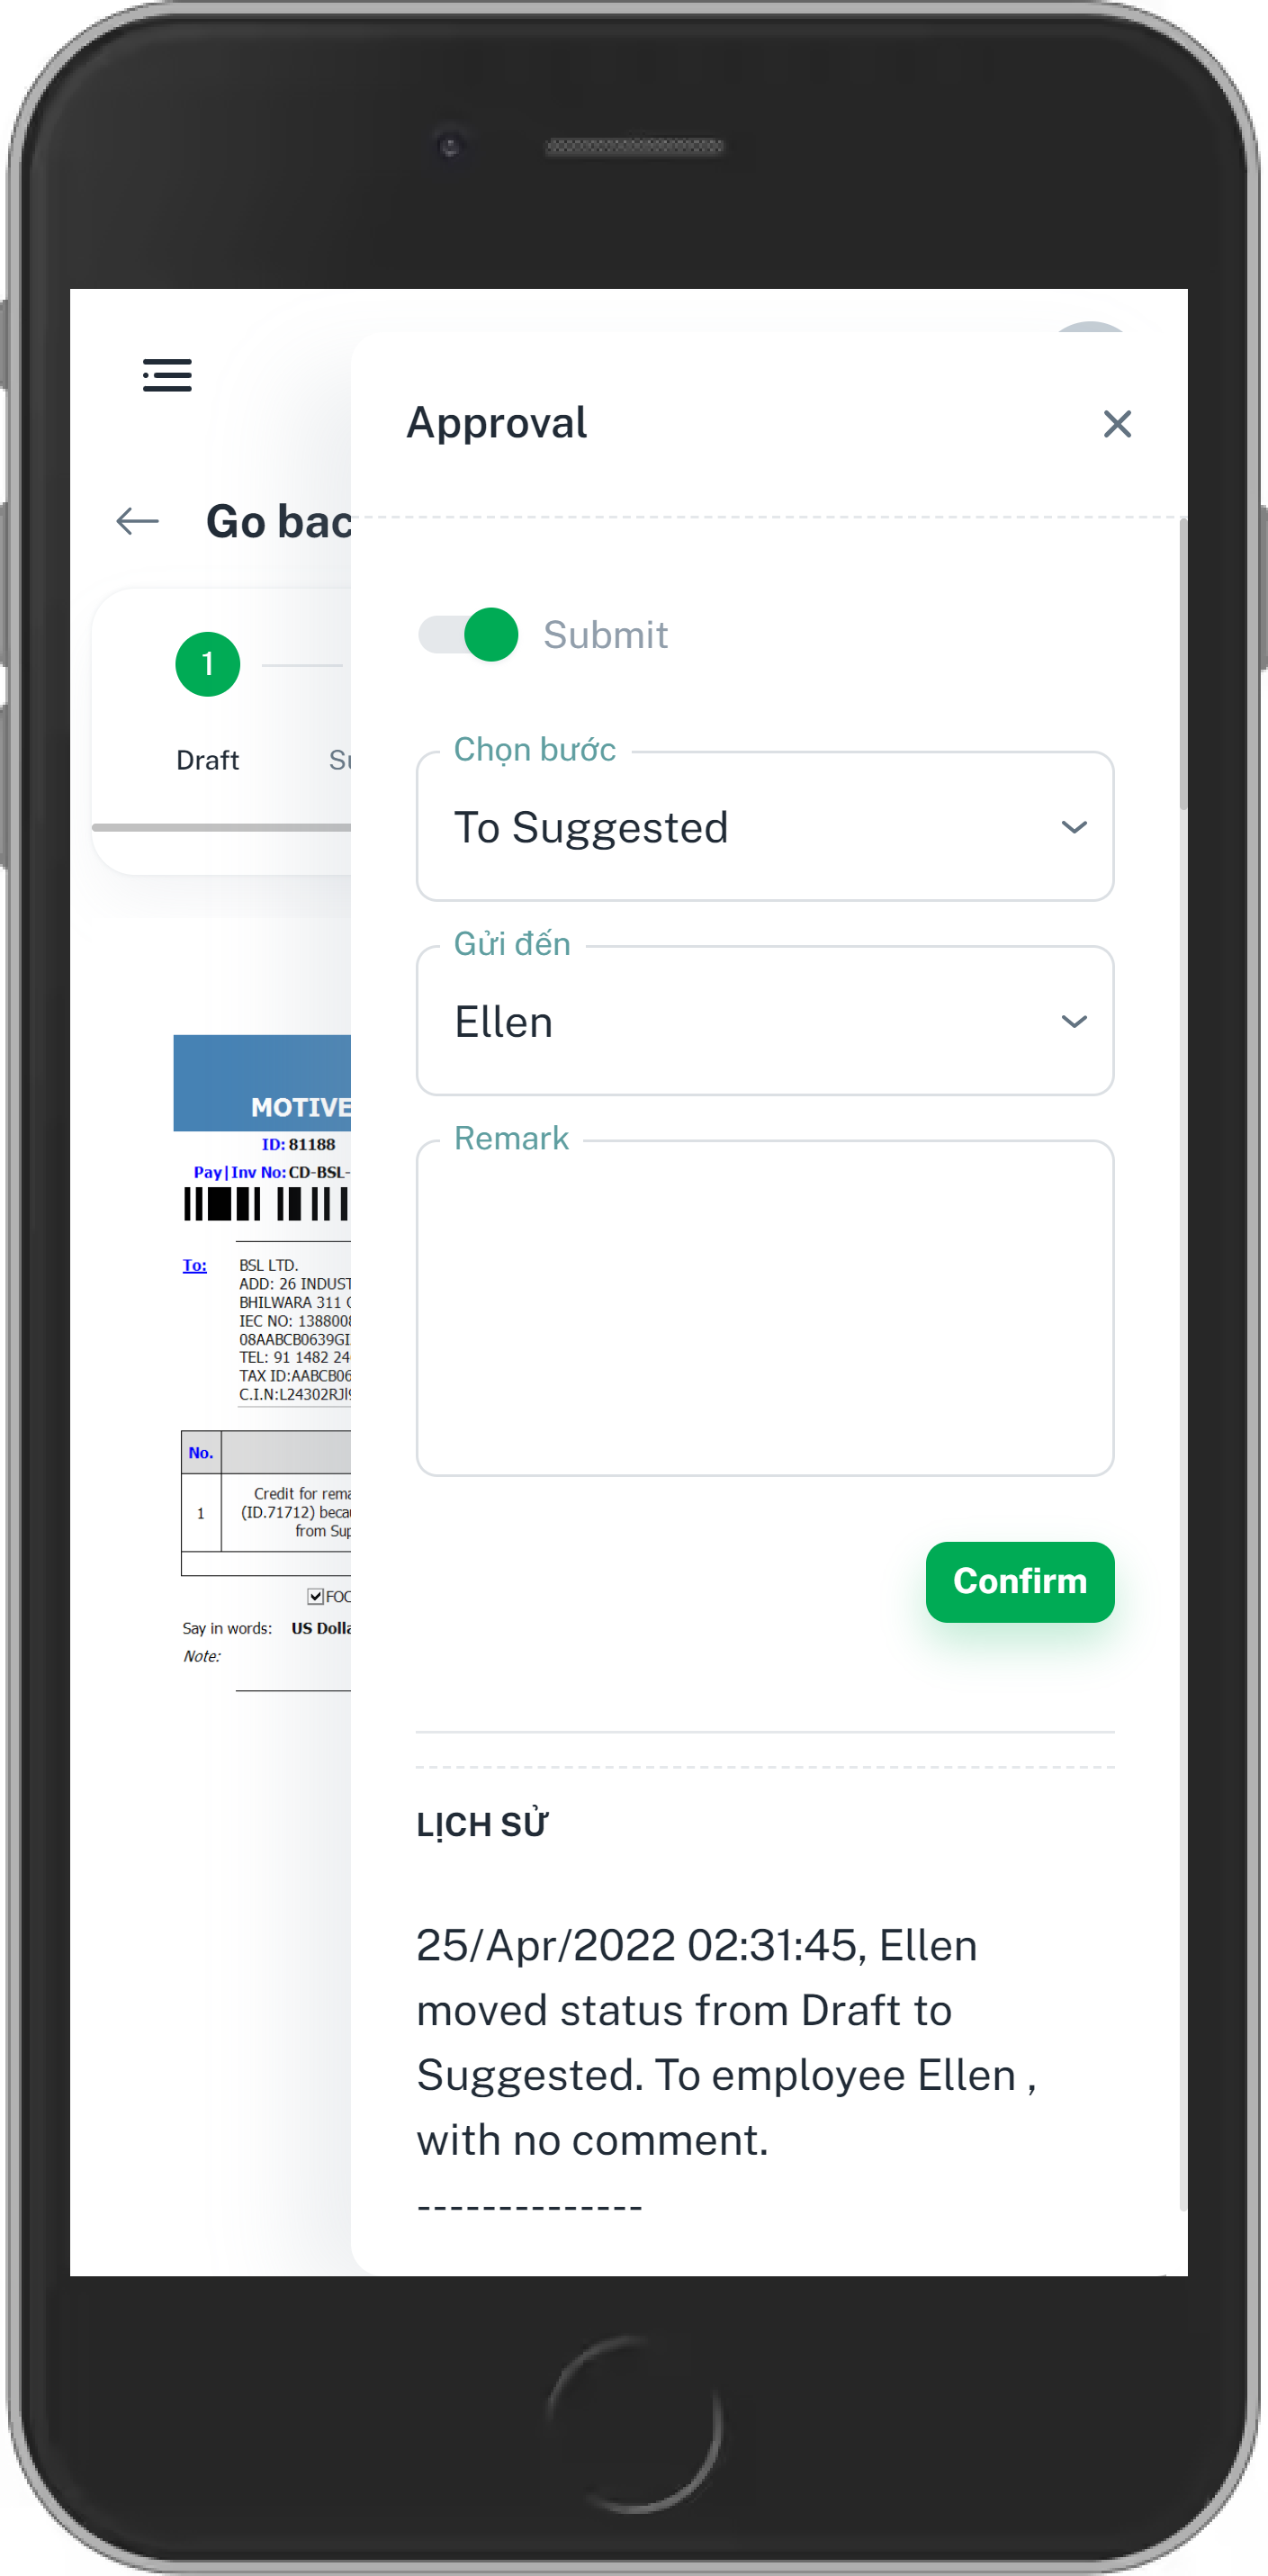 Approval
Go bac
Submit
1
Draft
Chọn bước
To Suggested
Gửi đến
Ellen
Remark
MOTIVE
ID: 81188
Pay|Inv No: CD-BSL-
To: BSL LTD.
ADD: 26 INDUST
BHILWARA 311
IEC NO: 138800
08AABCB0639GI
TEL: 91 1482 24
TAX ID:AABCB06
C.I.N:L24302RJ
No.
1 Credit for rema
(ID.71712) becau
from Sup
FOC
Say in words: US Dolla
Note:
Confirm
LỊCH SỬ
25/Apr/2022 02:31:45, Ellen
moved status from Draft to
Suggested. To employee Ellen ,
with no comment.
--------------